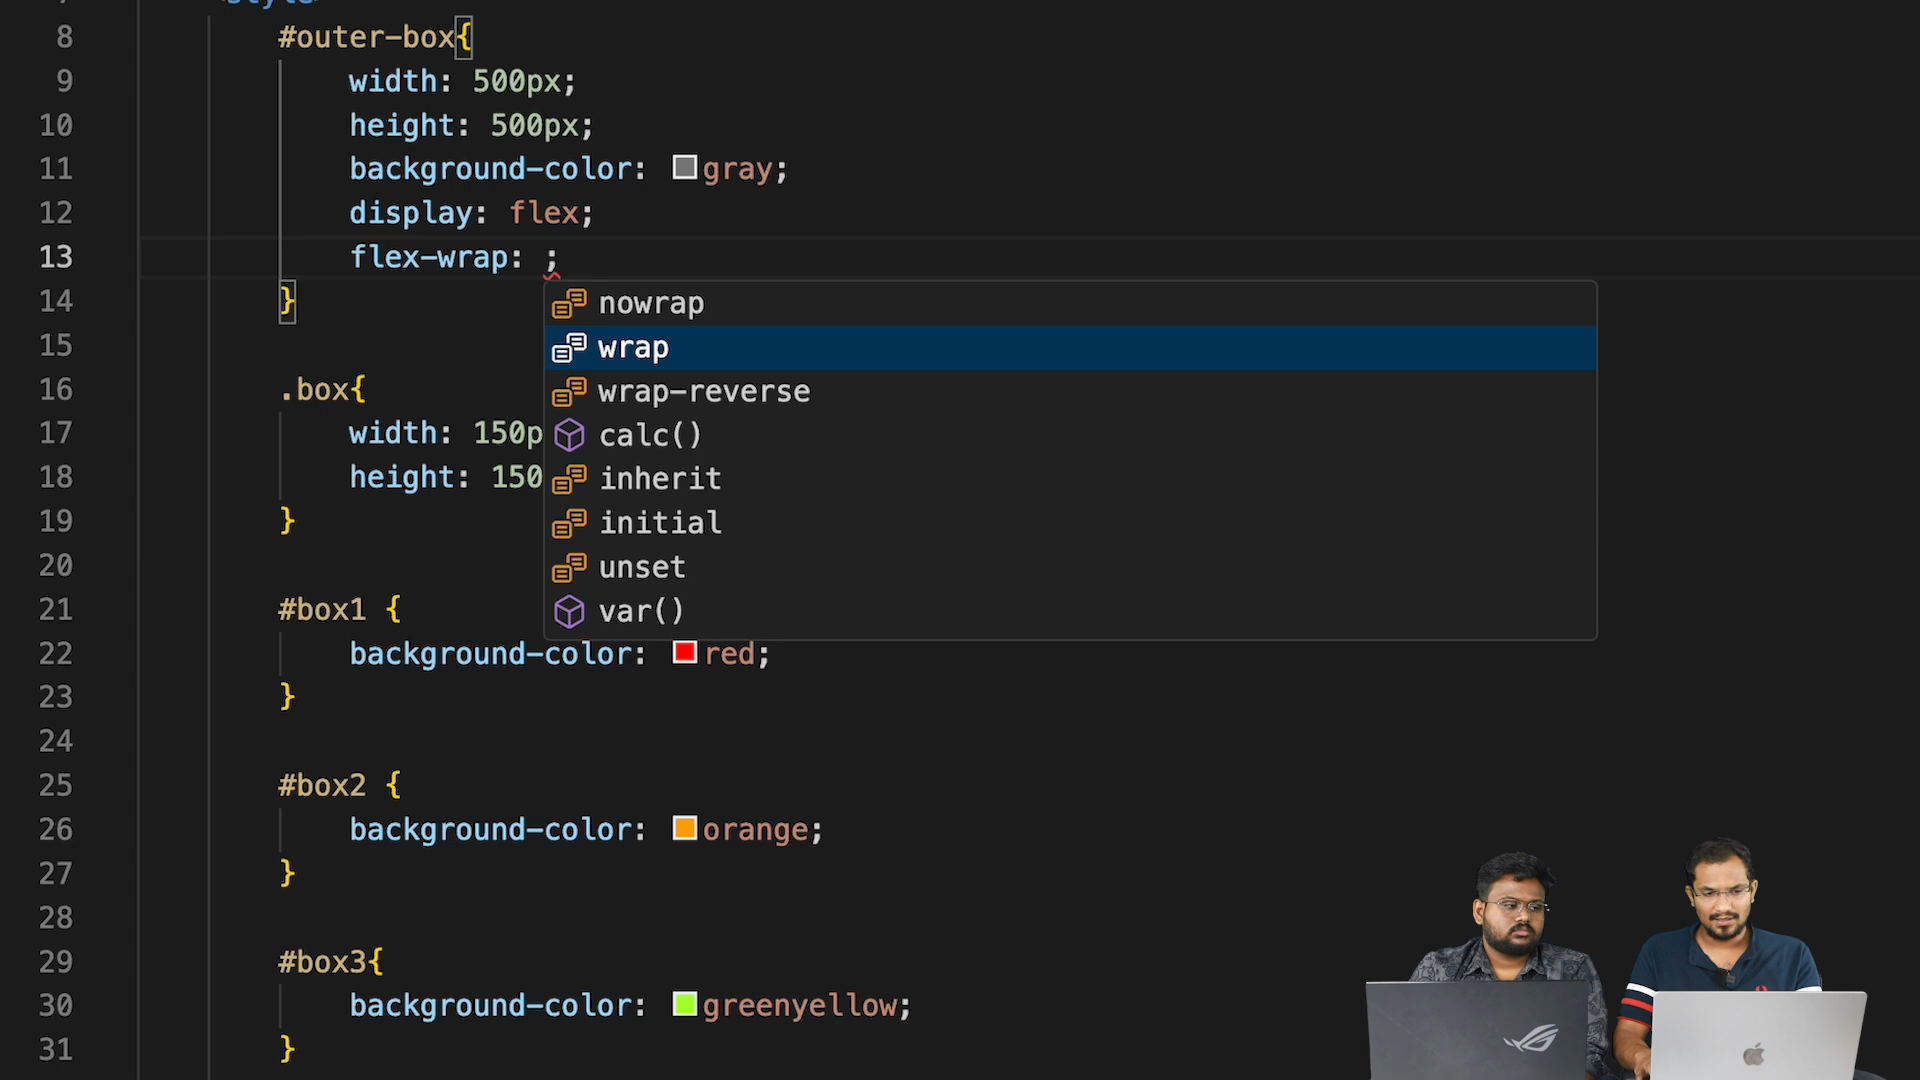 8 #outer-box{
9 width: 500px;
10 height: 500px;
11 background-color: gray;
12 display: flex;
13 flex-wrap: ;
14 }
nowrap
15
wrap
16 .box{
wrap-reverse
17 width: 150p
calc()
18 height: 150
inherit
19 }
initial
20
unset
21 #box1 {
var()
22 background-color: red;
23 }
24
25 #box2 {
26 background-color: orange;
27 }
28
29 #box3{
30 background-color: greenyellow;
31 }